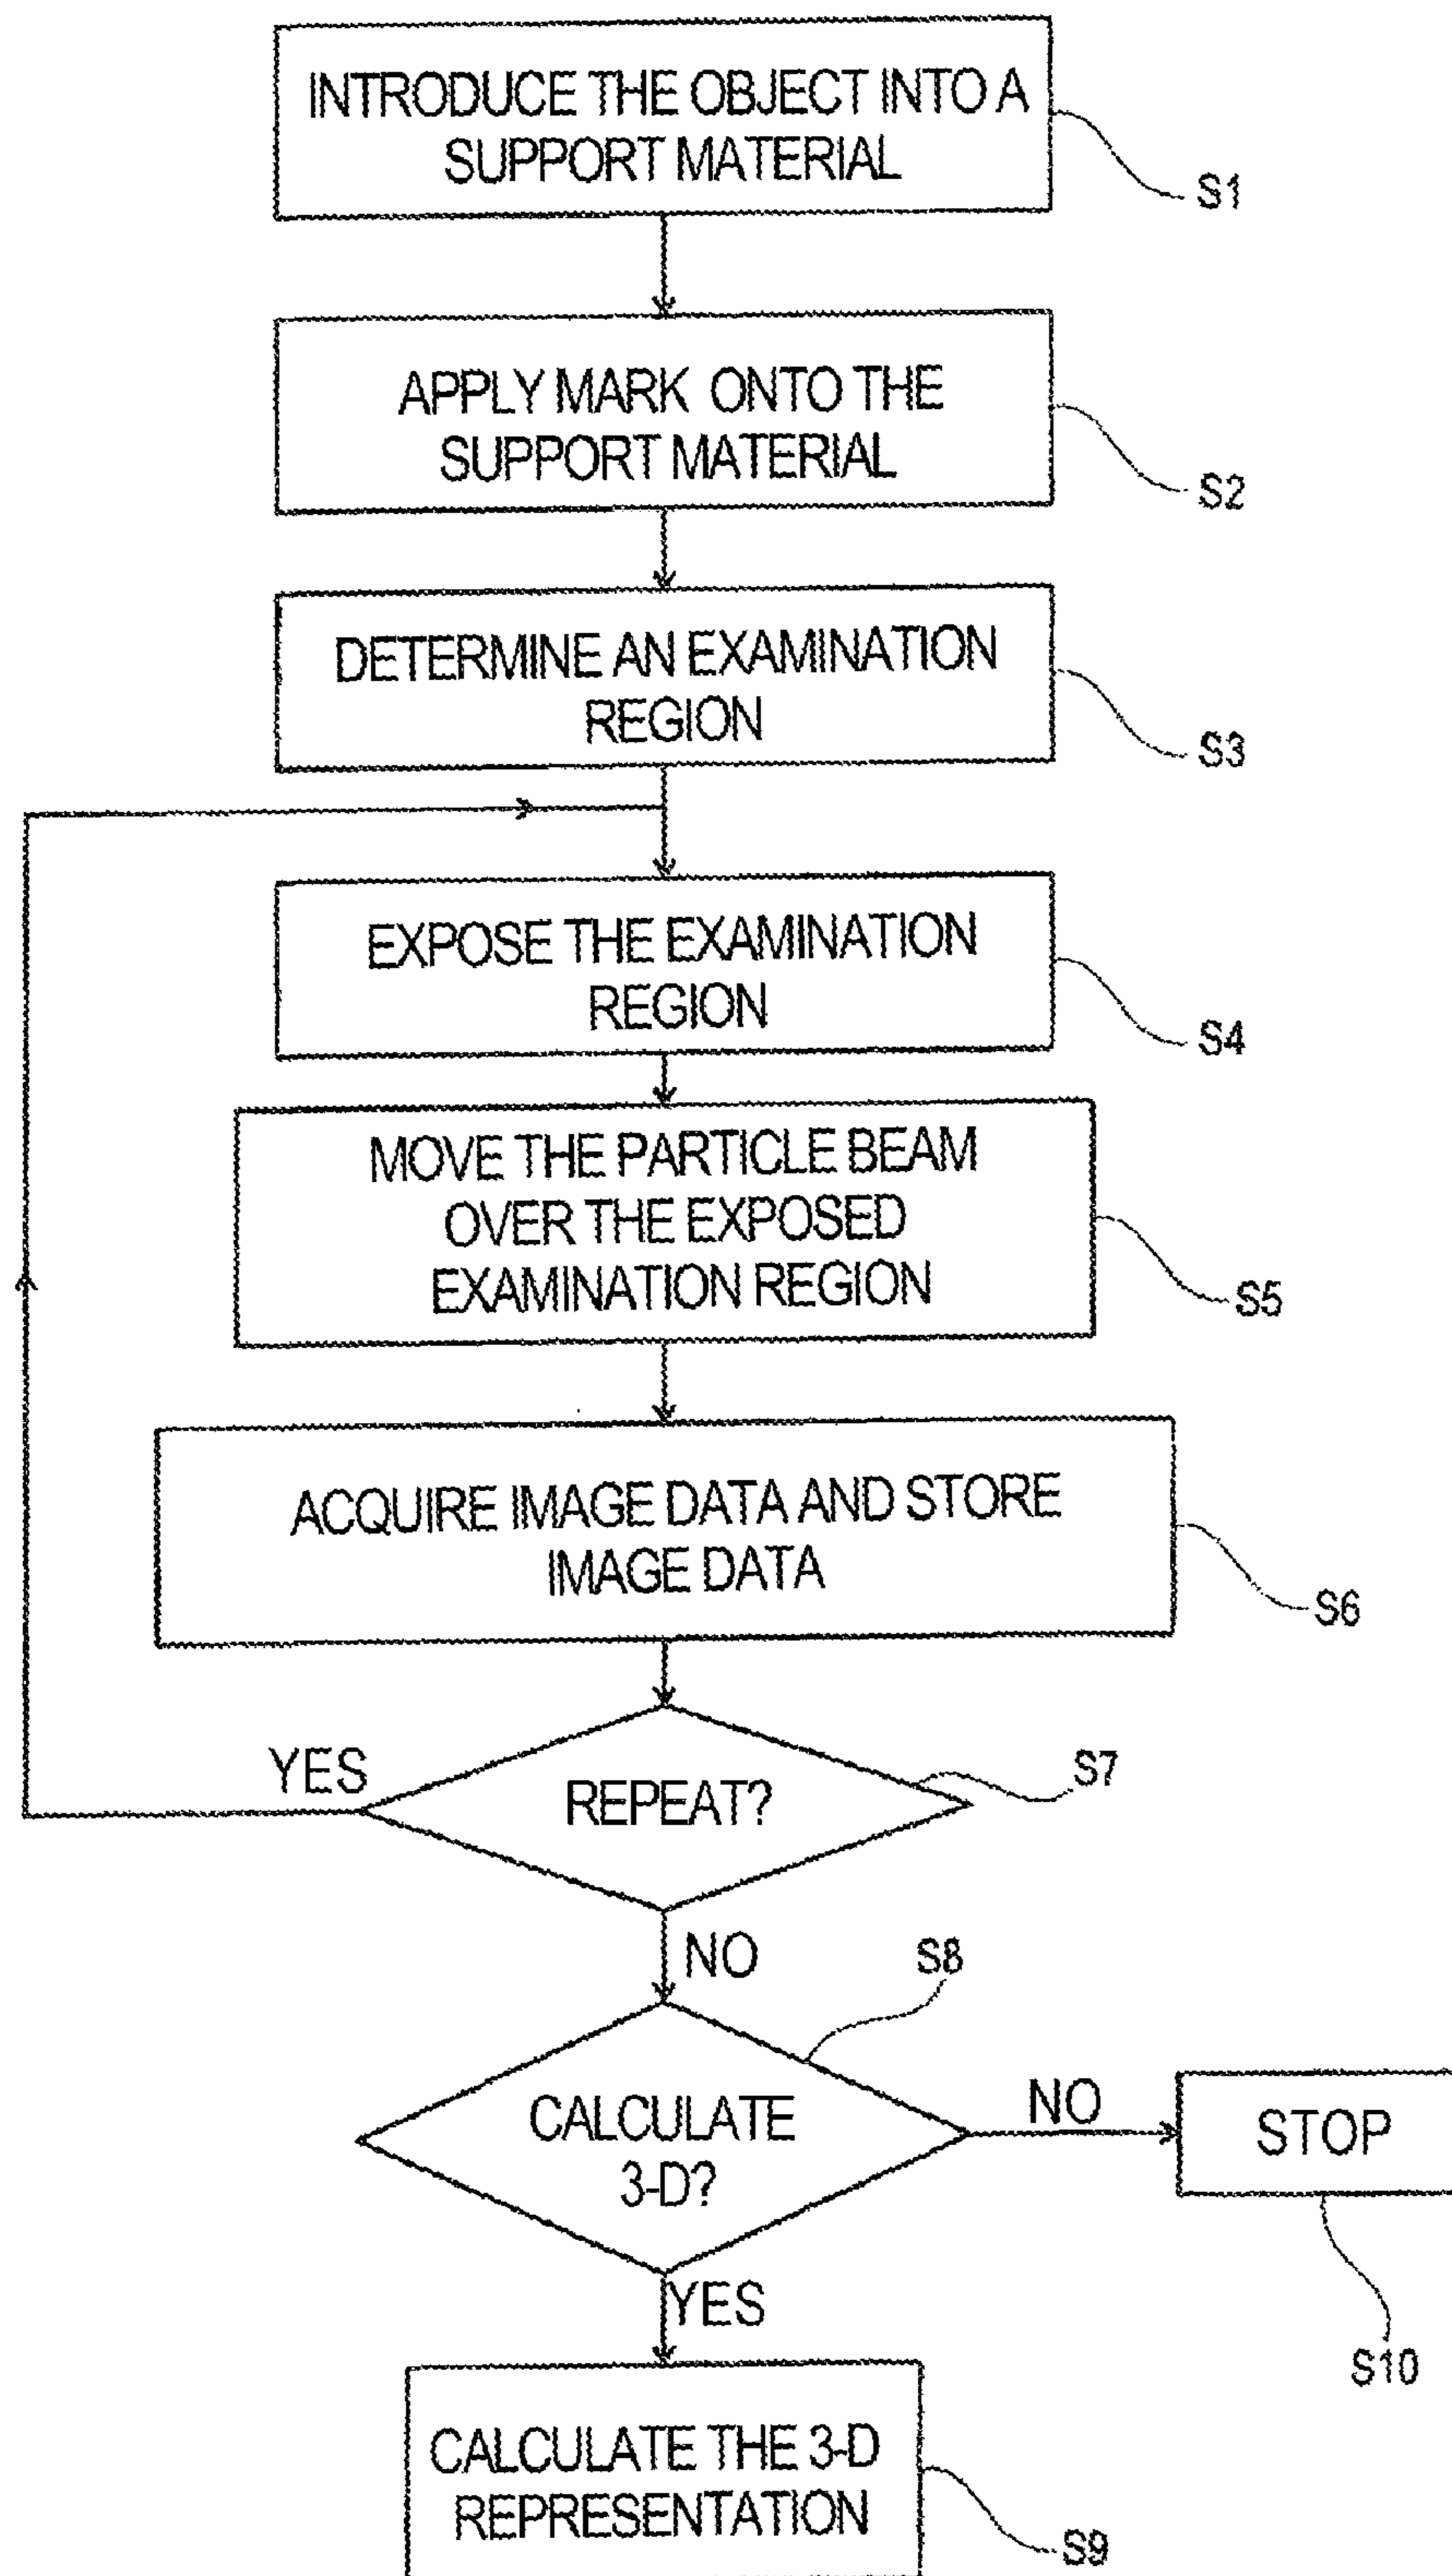 INTRODUCE THE OBJECT INTO A
SUPPORT MATERIAL
S1
APPLY MARK ONTO THE
SUPPORT MATERIAL
S2
DETERMINE AN EXAMINATION
REGION
S3
EXPOSE THE EXAMINATION
REGION
S4
MOVE THE PARTICLE BEAM
OVER THE EXPOSED
EXAMINATION REGION
S5
ACQUIRE IMAGE DATA AND STORE
IMAGE DATA
S6
YES
REPEAT?
S7
NO
S8
CALCULATE
3-D?
NO
STOP
S10
YES
CALCULATE THE 3-D
REPRESENTATION
S9